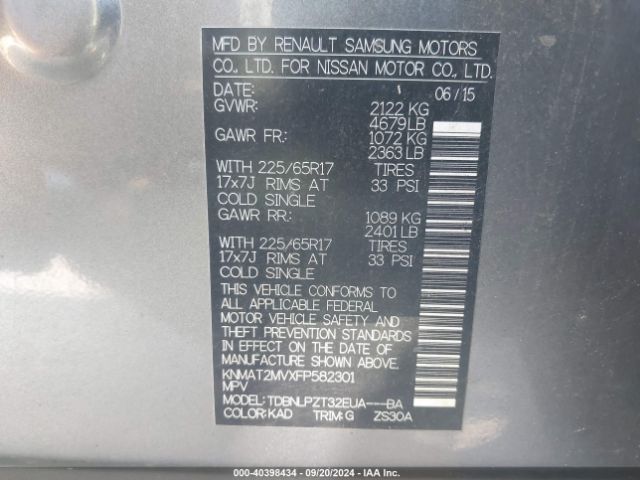 MFD BY RENAULT SAMSUNG MOTORS
CO., LTD. FOR NISSAN MOTOR CO., LTD.
DATE: 06/15
GVWR: 2122 KG
4679 LB
GAWR FR: 1072 KG
2363 LB
WITH 225/65R17 TIRES
17x7J RIMS AT 33 PSI
COLD SINGLE
GAWR RR: 1089 KG
2401 LB
WITH 225/65R17 TIRES
17x7J RIMS AT 33 PSI
COLD SINGLE
THIS VEHICLE CONFORMS TO
ALL APPLICABLE FEDERAL
MOTOR VEHICLE SAFETY AND
THEFT PREVENTION STANDARDS
IN EFFECT ON THE DATE OF
MANUFACTURE SHOWN ABOVE.
KNMAT2MVXFP582301
MPV
MODEL: TDBNLPZT32EUA---BA
COLOR: KAD TRIM: G ZS30A
000-40398434 - 09/20/2024 - IAA Inc.